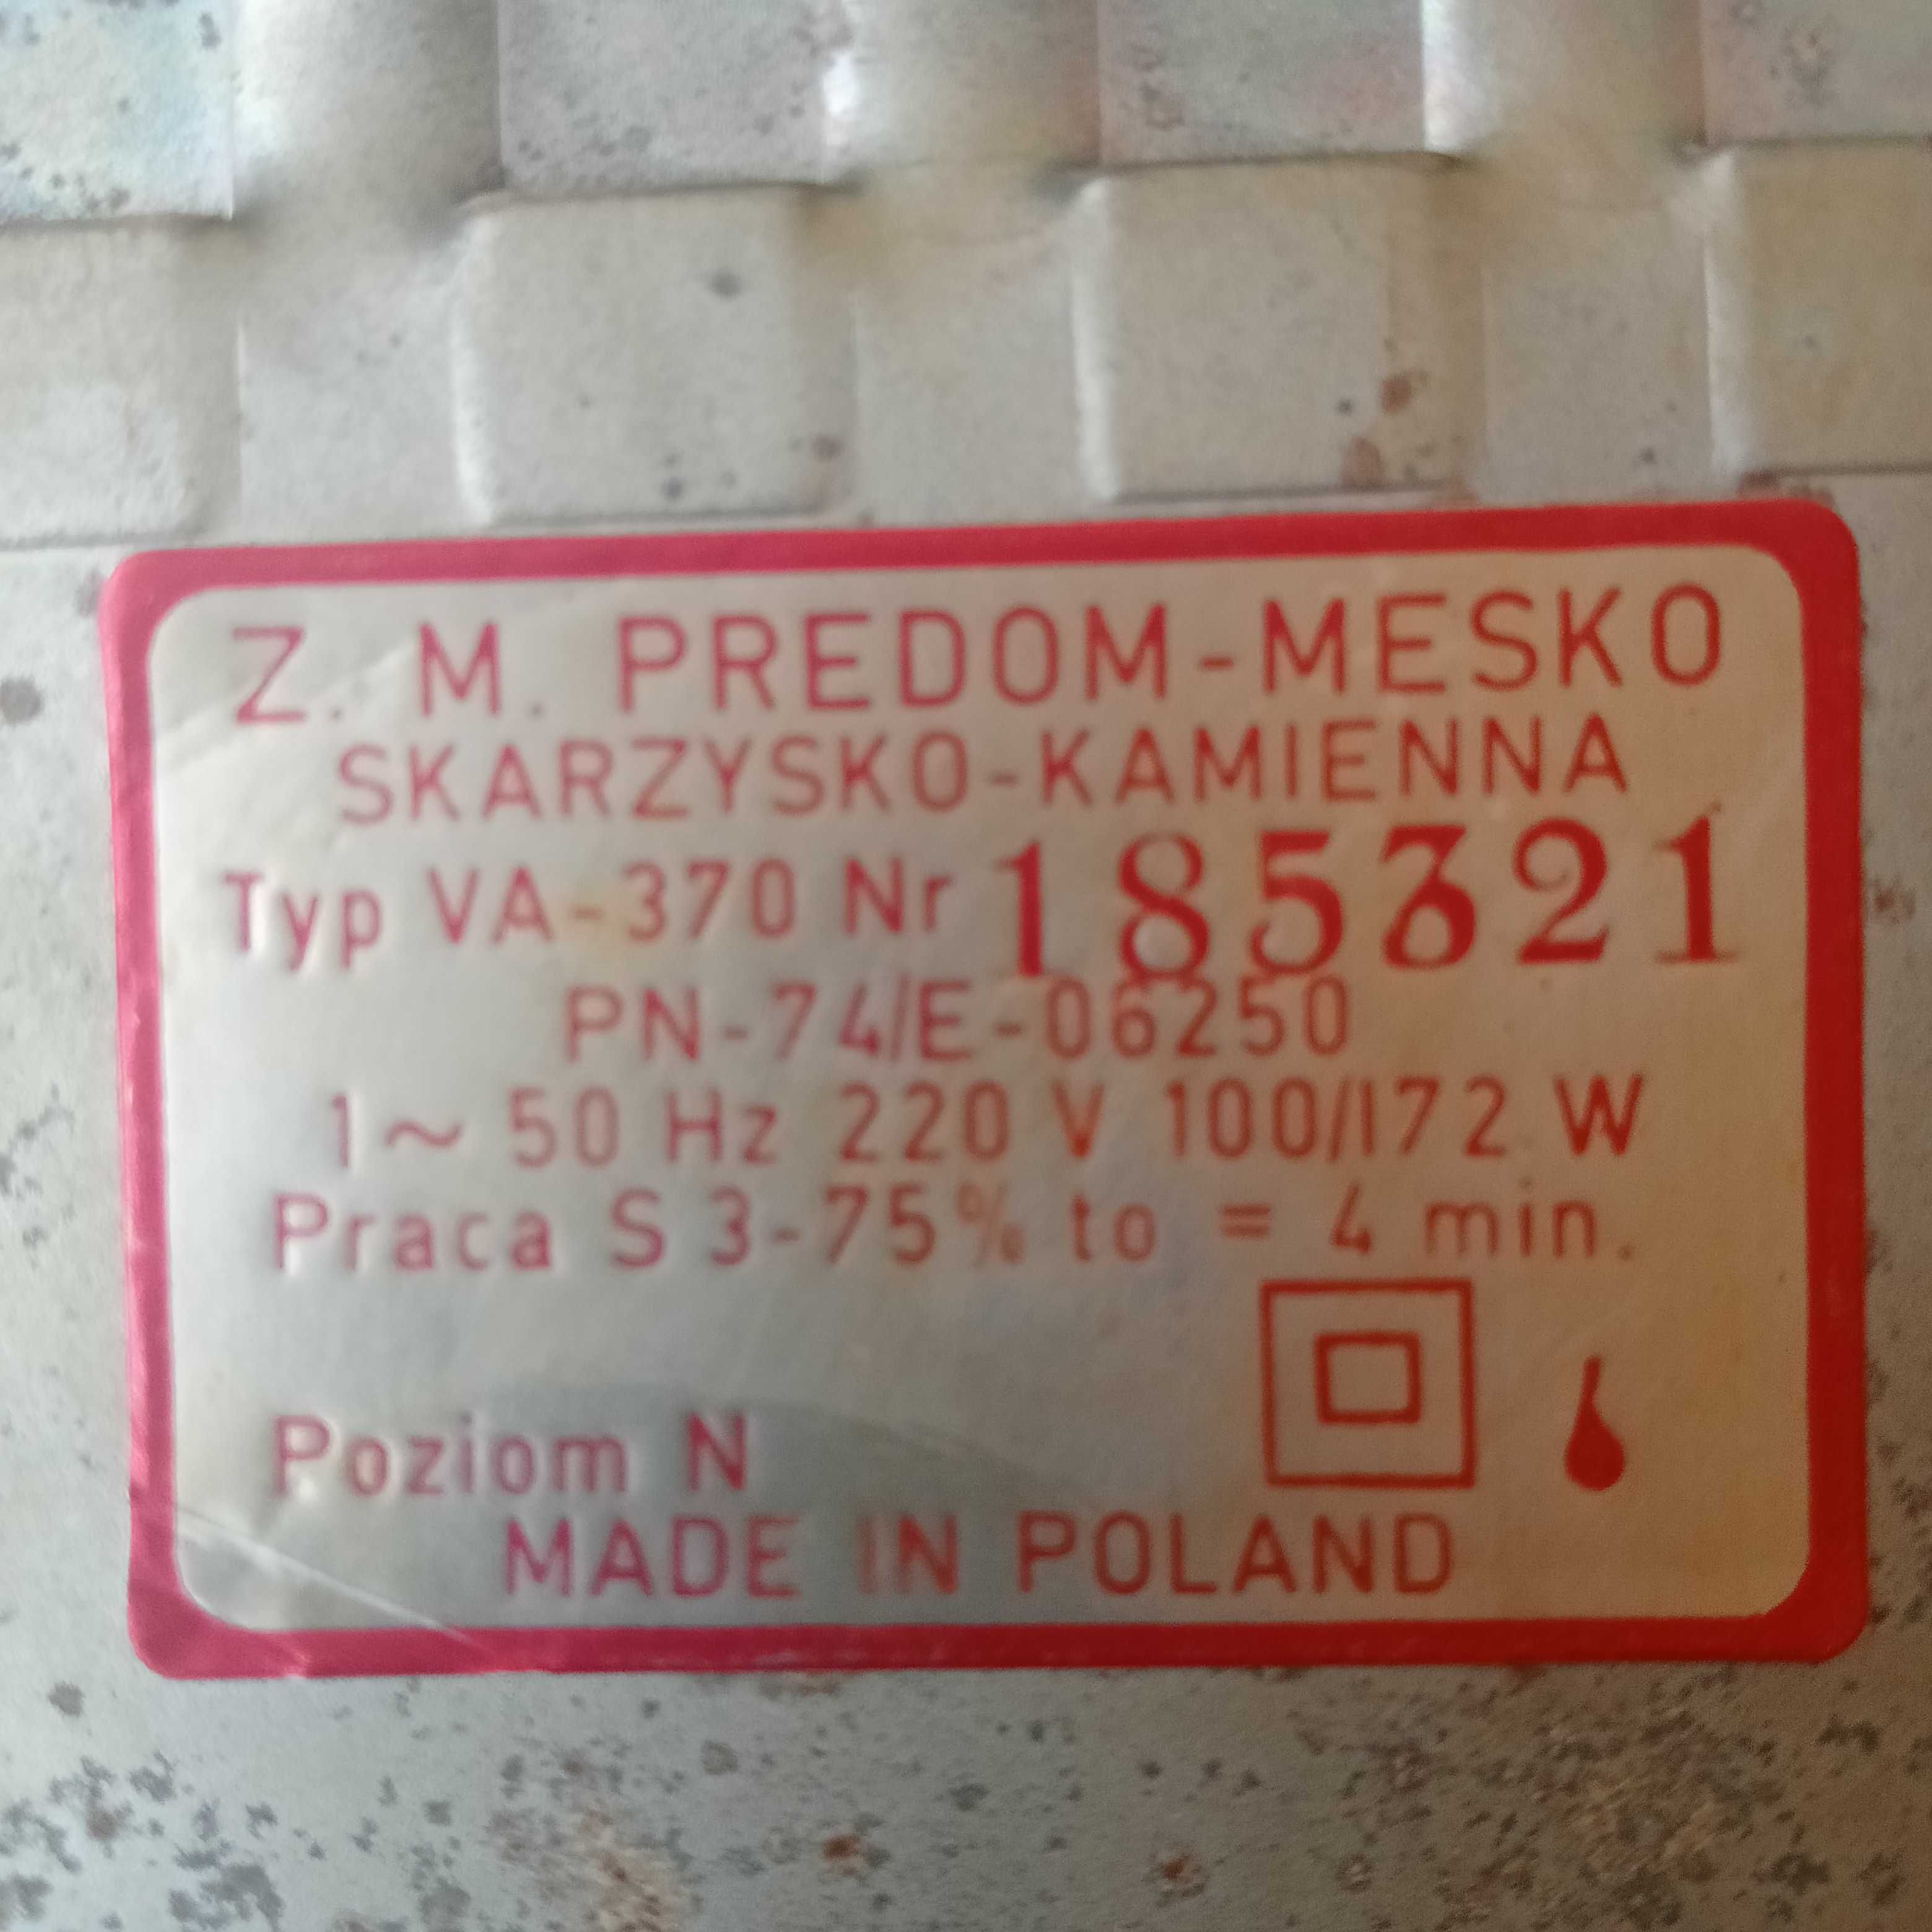 Z. M. PREDOM-MESKO
SKARZYSKO-KAMIENNA
Typ VA-370 Nr 185321
PN-74/E-06250
1~ 50 Hz 220 V 100/172 W
Praca S 3-75% to = 4 min.
Poziom N
MADE IN POLAND